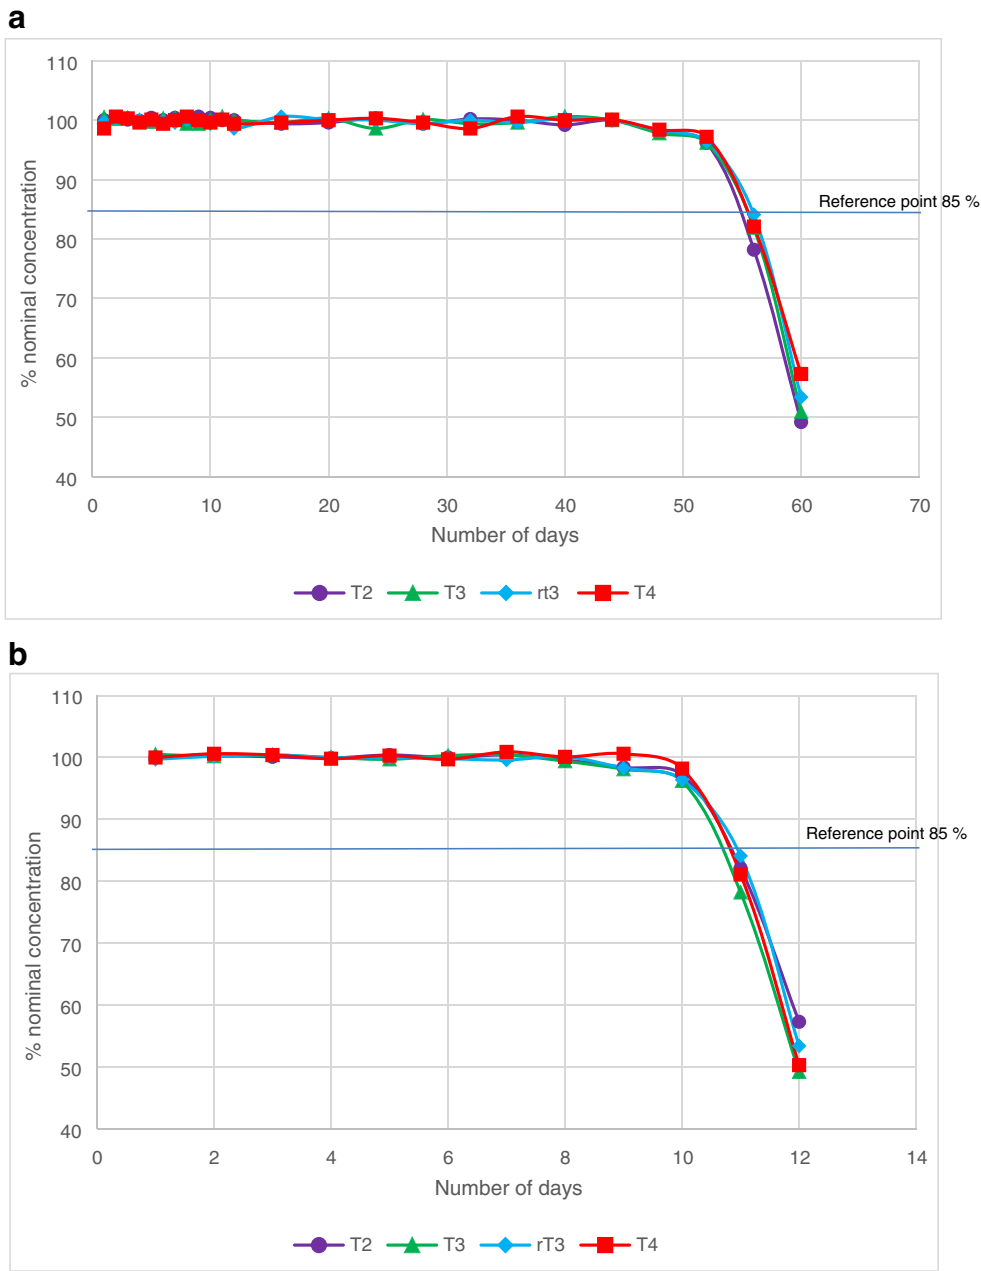 a
110
100
90
80
70
60
50
40
% nominal concentration
Reference point 85 %
0 10 20 30 40 50 60 70
Number of days
T2 T3 rt3 T4
b
110
100
90
80
70
60
50
40
% nominal concentration
Reference point 85 %
0 2 4 6 8 10 12 14
Number of days
T2 T3 rT3 T4